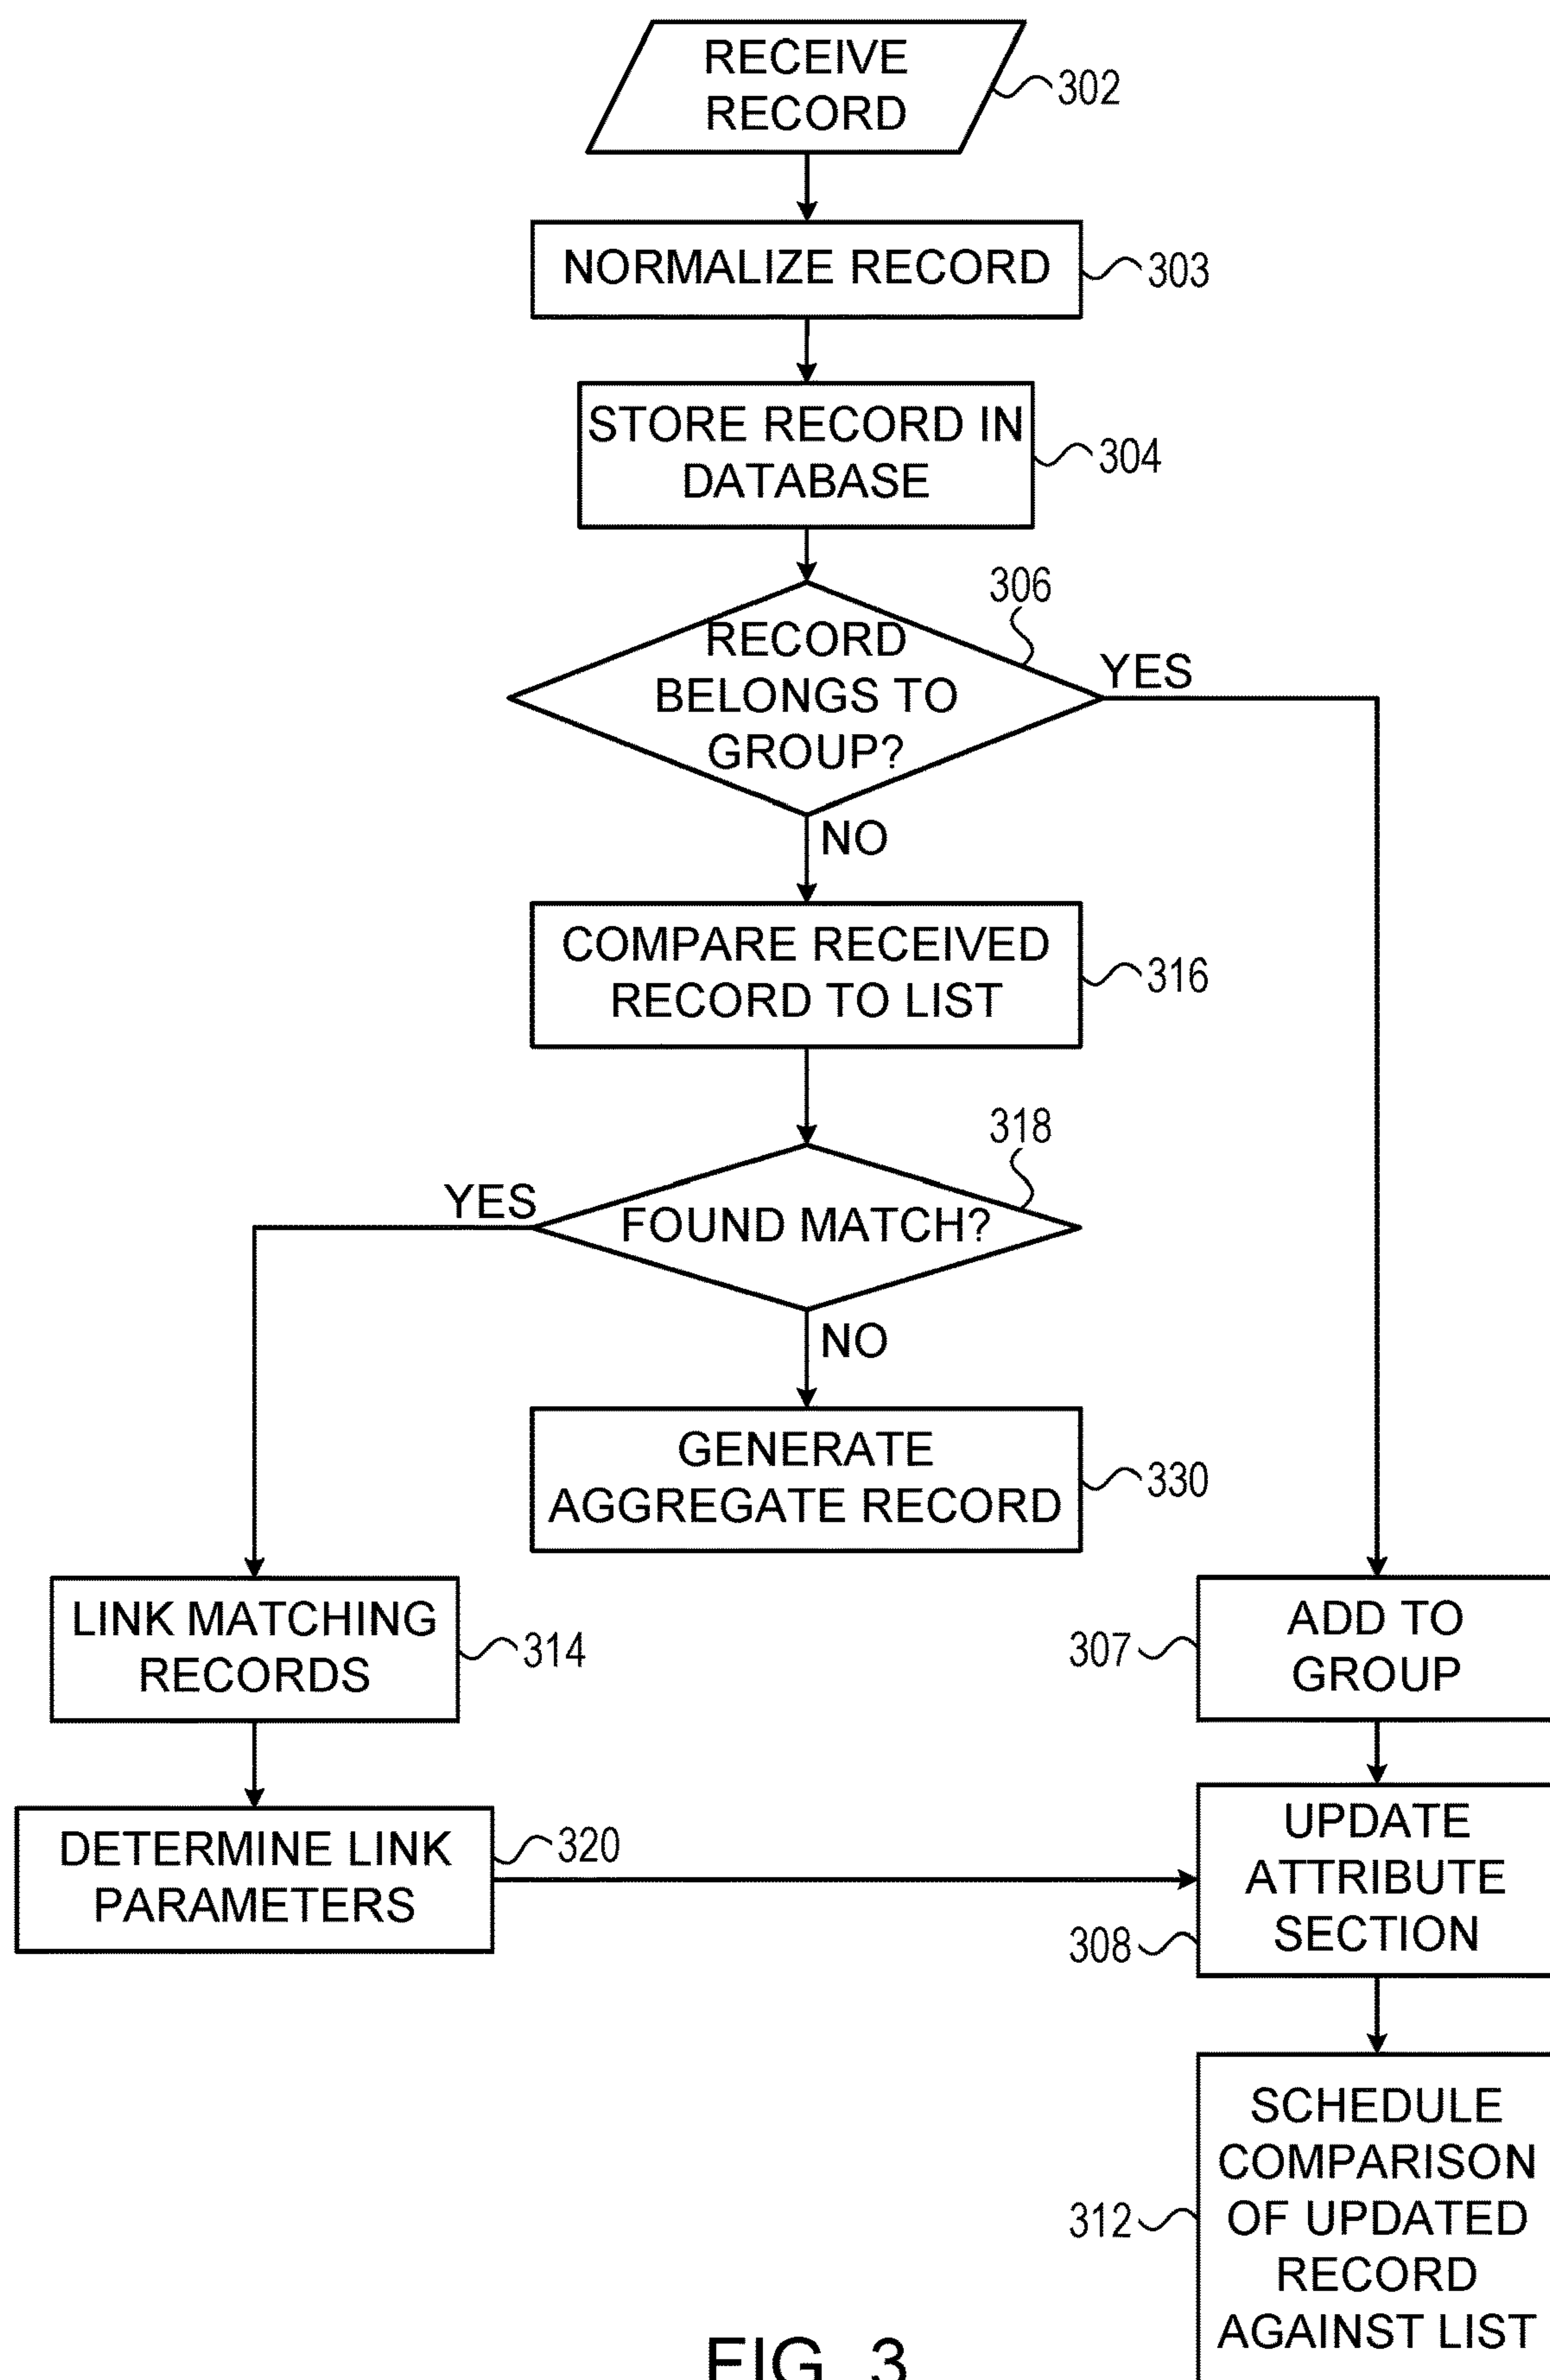 RECEIVE
RECORD
302
NORMALIZE RECORD
303
STORE RECORD IN
DATABASE
304
306
RECORD
BELONGS TO
GROUP?
YES
NO
COMPARE RECEIVED
RECORD TO LIST
316
318
YES
FOUND MATCH?
NO
GENERATE
AGGREGATE RECORD
330
LINK MATCHING
RECORDS
314
307
ADD TO
GROUP
DETERMINE LINK
PARAMETERS
320
UPDATE
ATTRIBUTE
SECTION
308
SCHEDULE
COMPARISON
OF UPDATED
RECORD
AGAINST LIST
312
FIG. 3